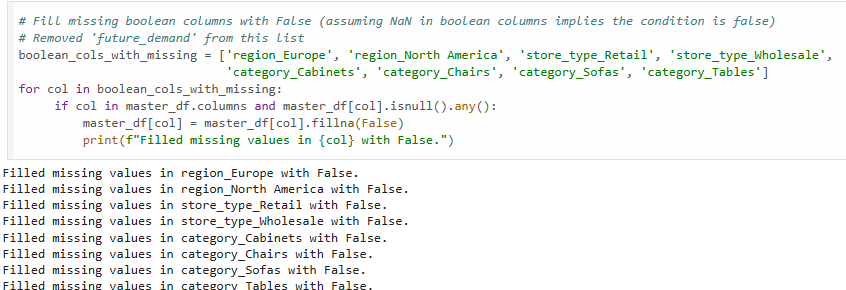 # Fill missing boolean columns with False (assuming NaN in boolean columns implies the condition is false)
# Removed 'future_demand' from this list
boolean_cols_with_missing = ['region_Europe', 'region_North America', 'store_type_Retail', 'store_type_Wholesale',
                            'category_Cabinets', 'category_Chairs', 'category_Sofas', 'category_Tables']
for col in boolean_cols_with_missing:
     if col in master_df.columns and master_df[col].isnull().any():
         master_df[col] = master_df[col].fillna(False)
         print(f"Filled missing values in {col} with False.")
Filled missing values in region_Europe with False.
Filled missing values in region_North America with False.
Filled missing values in store_type_Retail with False.
Filled missing values in store_type_Wholesale with False.
Filled missing values in category_Cabinets with False.
Filled missing values in category_Chairs with False.
Filled missing values in category_Sofas with False.
Filled missing values in category_Tables with False.